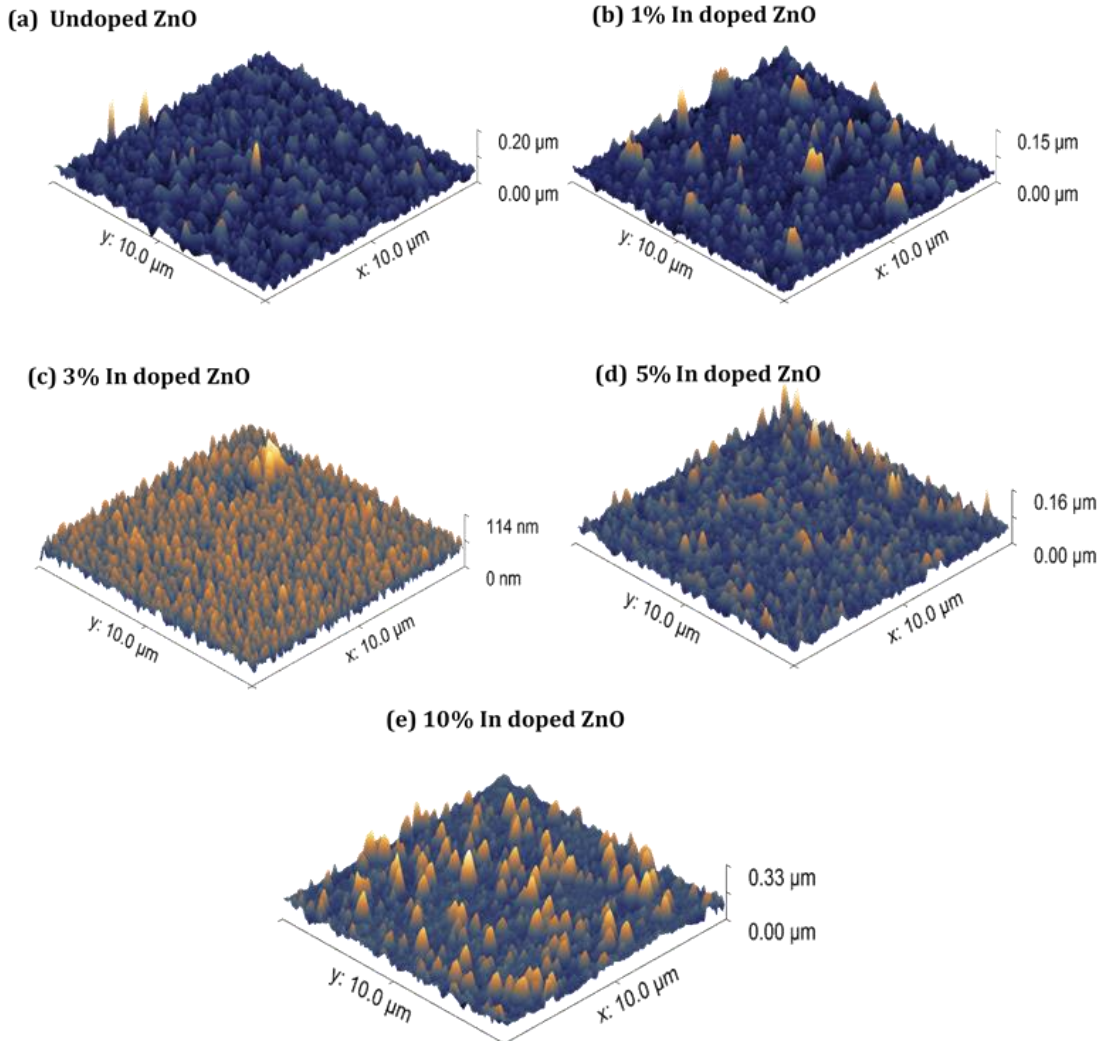 (a) Undoped ZnO
0.20 µm
0.00 µm
y: 10.0 µm
x: 10.0 µm
(b) 1% In doped ZnO
0.15 µm
0.00 µm
y: 10.0 µm
x: 10.0 µm
(c) 3% In doped ZnO
114 nm
0 nm
y: 10.0 µm
x: 10.0 µm
(d) 5% In doped ZnO
0.16 µm
0.00 µm
y: 10.0 µm
x: 10.0 µm
(e) 10% In doped ZnO
0.33 µm
0.00 µm
y: 10.0 µm
x: 10.0 µm